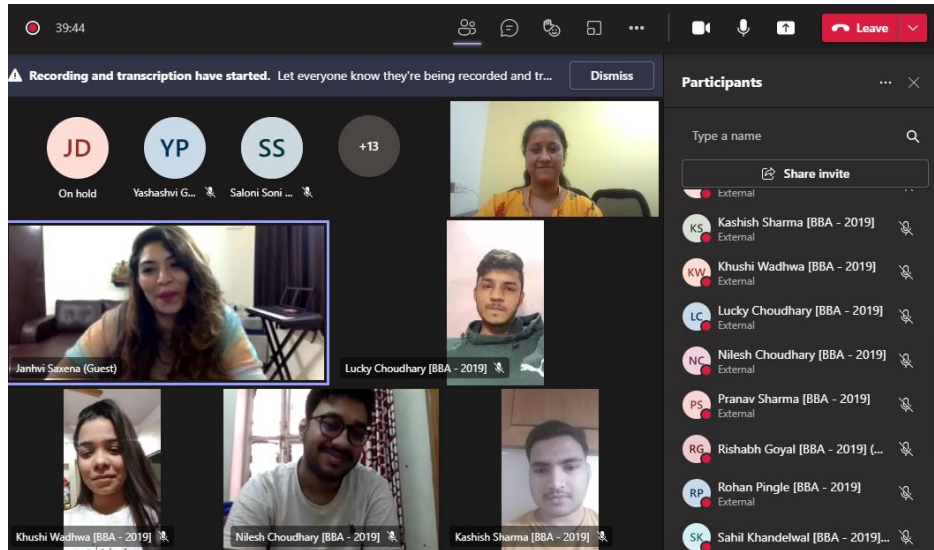 39:44
Leave
Recording and transcription have started. Let everyone know they're being recorded and tr...
Dismiss
JD
YP
SS
+13
On hold
Yashashvi G...
Saloni Soni ...
Janhvi Saxena (Guest)
Lucky Choudhary [BBA - 2019]
Khushi Wadhwa [BBA - 2019]
Nilesh Choudhary [BBA - 2019]
Kashish Sharma [BBA - 2019]
Participants
Type a name
Share invite
External
KS
Kashish Sharma [BBA - 2019]
External
KW
Khushi Wadhwa [BBA - 2019]
External
LC
Lucky Choudhary [BBA - 2019]
External
NC
Nilesh Choudhary [BBA - 2019]
External
PS
Pranav Sharma [BBA - 2019]
External
RG
Rishabh Goyal [BBA - 2019] (...
RP
Rohan Pingle [BBA - 2019]
External
SK
Sahil Khandelwal [BBA - 2019]...